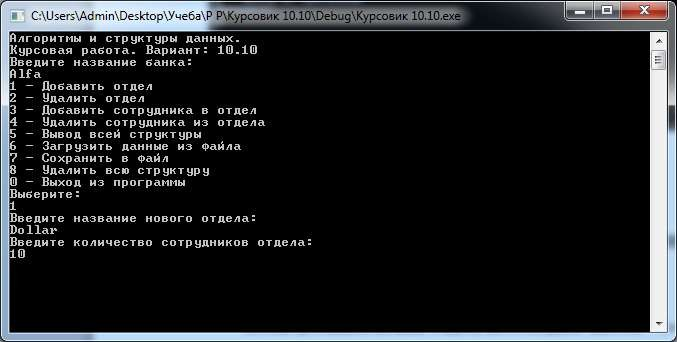 C:\Users\Admin\Desktop\Учеба\Р Р\Курсовик 10.10\Debug\Курсовик 10.10.exe
Алгоритмы и структуры данных.
Курсовая работа. Вариант: 10.10
Введите название банка:
Alfa
1 - Добавить отдел
2 - Удалить отдел
3 - Добавить сотрудника в отдел
4 - Удалить сотрудника из отдела
5 - Вывод всей структуры
6 - Загрузить данные из файла
7 - Сохранить в файл
8 - Удалить всю структуру
0 - Выход из программы
Выберите:
1
Введите название нового отдела:
Dollar
Введите количество сотрудников отдела:
10